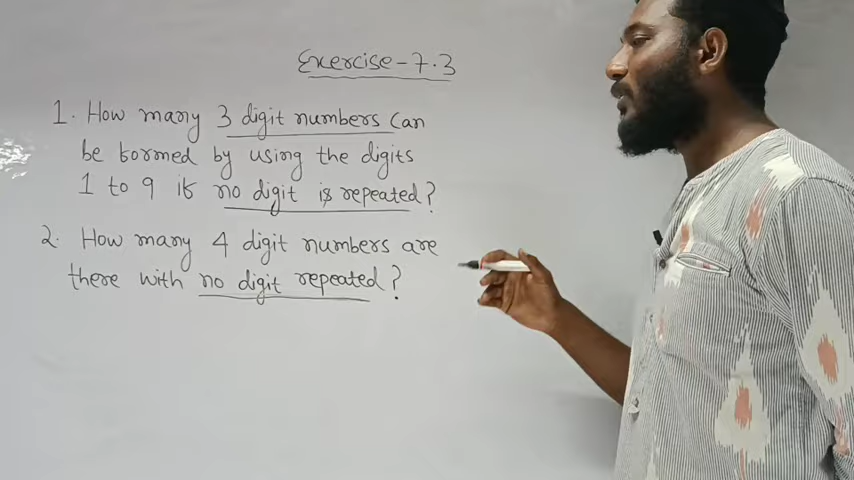 Exercise-7.3
1. How many 3 digit numbers can
be formed by using the digits
1 to 9 if no digit is repeated?
2. How many 4 digit numbers are
there with no digit repeated?